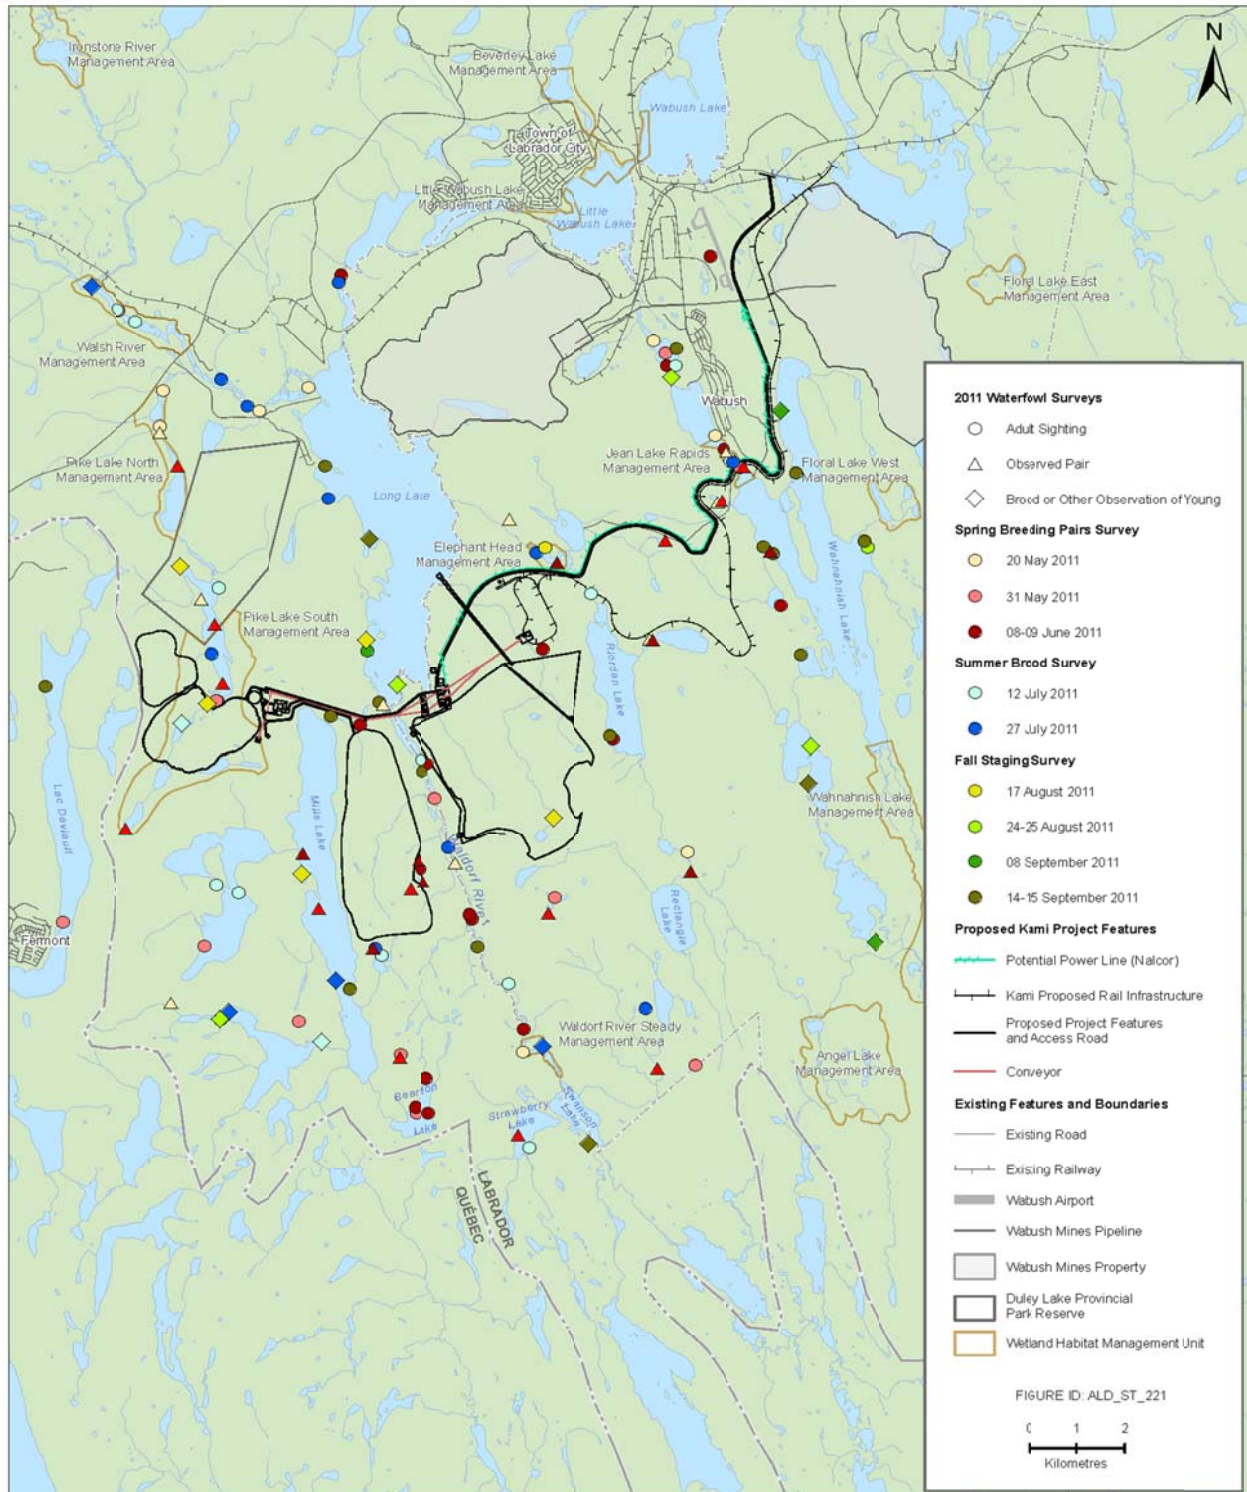 Ironstone River
Management Area
Beverley Lake
Management Area
N
Wabush Lake
Town of
Labrador City
Little Wabush Lake
Management Area
Little
Wabush Lake
Floral Lake East
Management Area
Walsh River
Management Area
Wabush
Pike Lake North
Management Area
Jean Lake Rapids
Management Area
Floral Lake West
Management Area
Long Lake
Elephant Head
Management Area
Wahnahnish Lake
Pike Lake South
Management Area
Riordan Lake
Lac Daviault
Mills Lake
Wahnahnish Lake
Management Area
Waldorf River
Rectangle
Lake
Fermont
Waldorf River Steady
Management Area
Angel Lake
Management Area
Lake
Strawberry
Lake
Swanson
Lake
LABRADOR
QUÉBEC
2011 Waterfowl Surveys
Adult Sighting
Observed Pair
Brood or Other Observation of Young
Spring Breeding Pairs Survey
20 May 2011
31 May 2011
08-09 June 2011
Summer Brood Survey
12 July 2011
27 July 2011
Fall Staging Survey
17 August 2011
24-25 August 2011
08 September 2011
14-15 September 2011
Proposed Kami Project Features
Potential Power Line (Nalcor)
Kami Proposed Rail Infrastructure
Proposed Project Features
and Access Road
Conveyor
Existing Features and Boundaries
Existing Road
Existing Railway
Wabush Airport
Wabush Mines Pipeline
Wabush Mines Property
Duley Lake Provincial
Park Reserve
Wetland Habitat Management Unit
FIGURE ID: ALD_ST_221
0 1 2
Kilometres